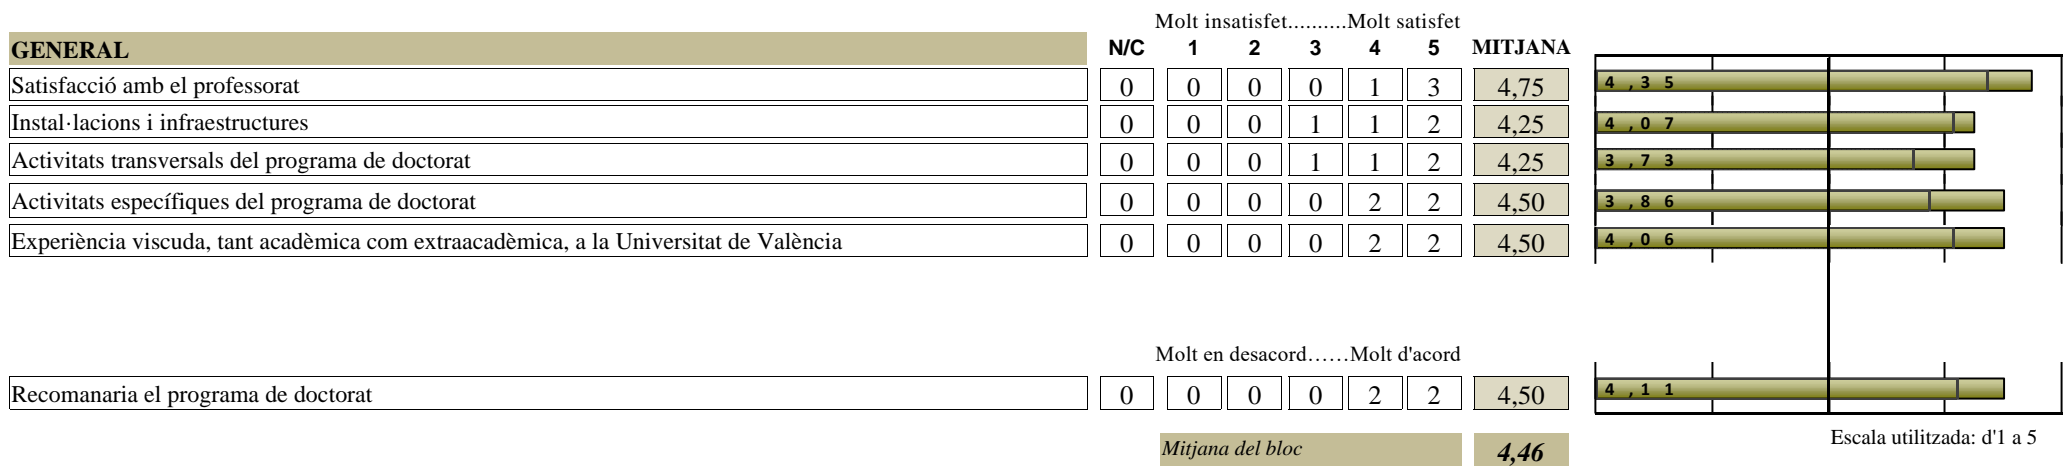 Molt insatisfet..........Molt satisfet
GENERAL N/C 1 2 3 4 5 MITJANA
Satisfacció amb el professorat 0 0 0 0 1 3 4,75 4,35
Instal·lacions i infraestructures 0 0 0 1 1 2 4,25 4,07
Activitats transversals del programa de doctorat 0 0 0 1 1 2 4,25 3,73
Activitats específiques del programa de doctorat 0 0 0 0 2 2 4,50 3,86
Experiència viscuda, tant acadèmica com extraacadèmica, a la Universitat de València 0 0 0 0 2 2 4,50 4,06
Molt en desacord……Molt d'acord
Recomanaria el programa de doctorat 0 0 0 0 2 2 4,50 4,11
Mitjana del bloc 4,46
Escala utilitzada: d'1 a 5